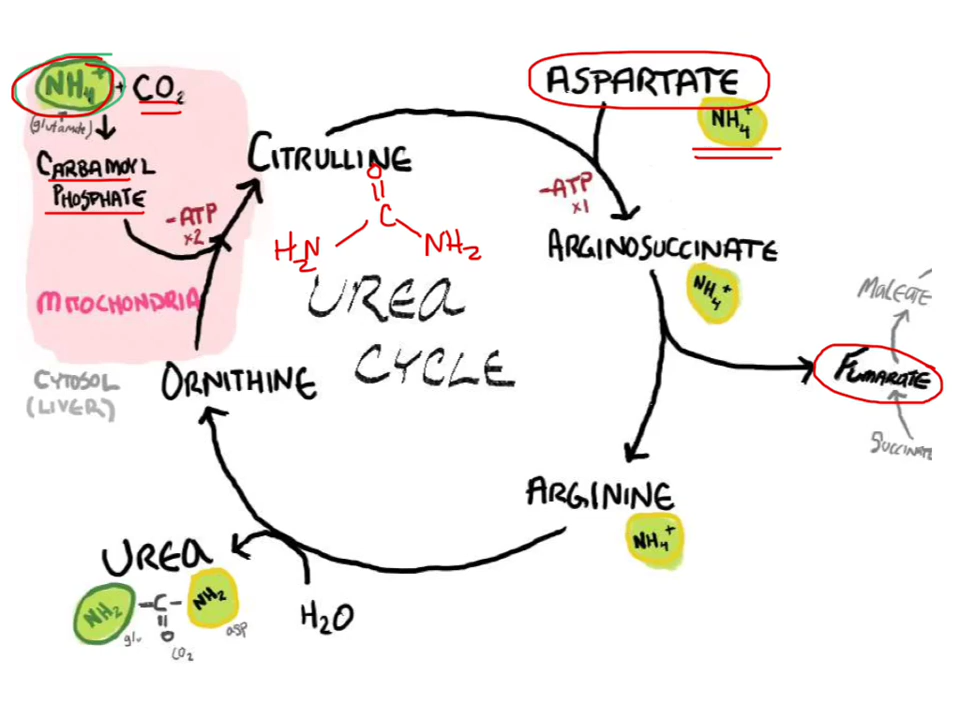 NH4+ + CO2
(glutamate)
CARBAMOYL
PHOSPHATE
-ATP
x2
MITOCHONDRIA
CYTOSOL
(LIVER)
CITRULLINE
O
C
H2N
NH2
UREA
CYCLE
ASPARTATE
NH4+
-ATP
x1
ARGINOSUCCINATE
NH4+
MALEATE
FUMARATE
SUCCINATE
ORNITHINE
ARGININE
NH4+
UREA
NH2 -C- NH2
glu
O
asp
CO2
H2O